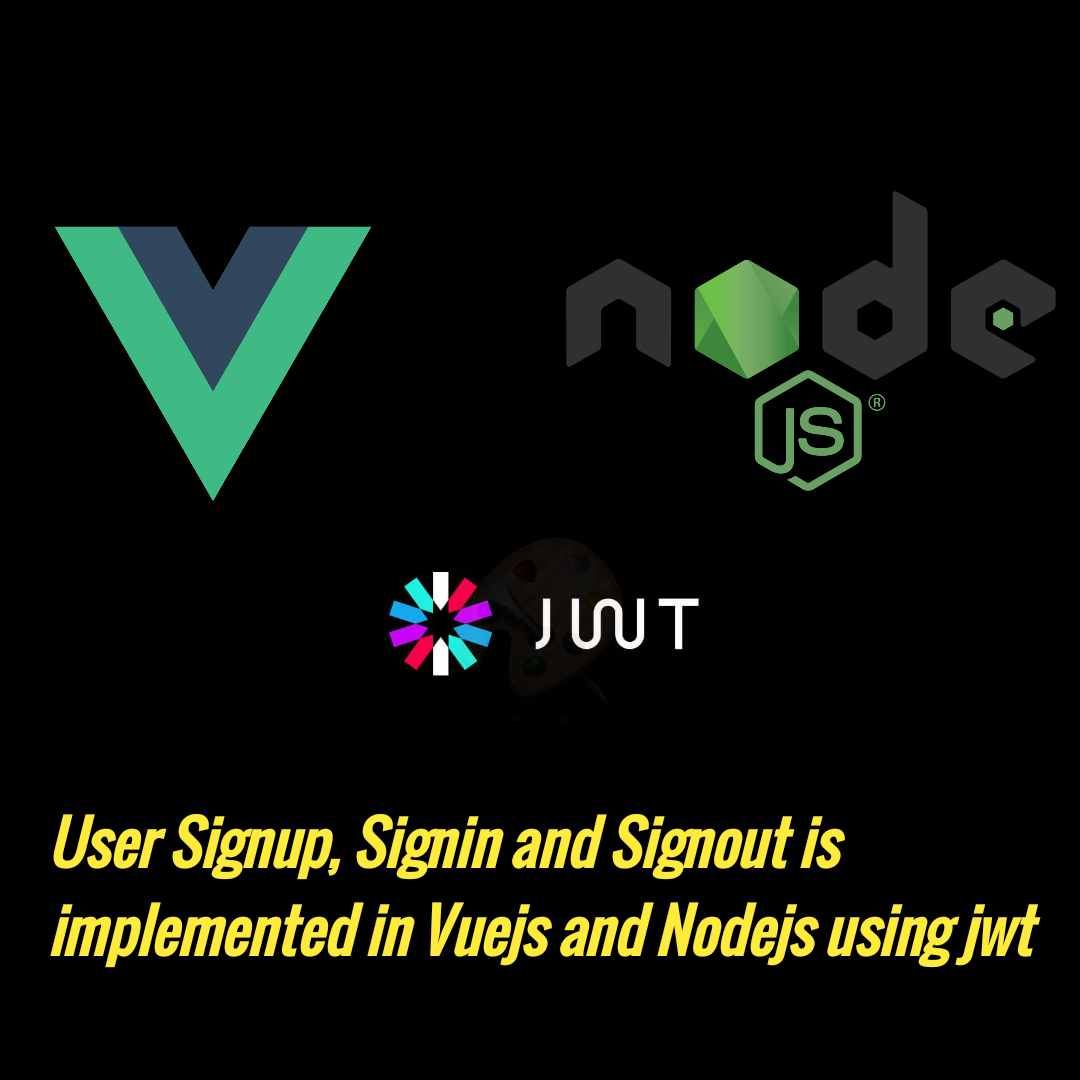 node
JS ®
JWT
User Signup, Signin and Signout is
implemented in Vuejs and Nodejs using jwt